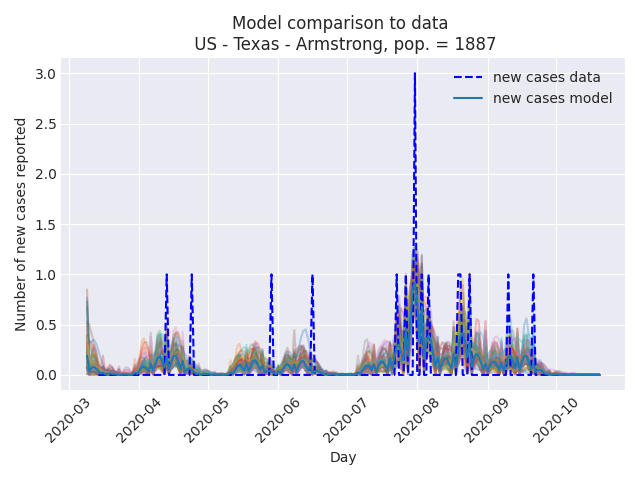 Model comparison to data
US - Texas - Armstrong, pop. = 1887
new cases data
new cases model
Number of new cases reported
3.0
2.5
2.0
1.5
1.0
0.5
0.0
2020-03
2020-04
2020-05
2020-06
2020-07
2020-08
2020-09
2020-10
Day